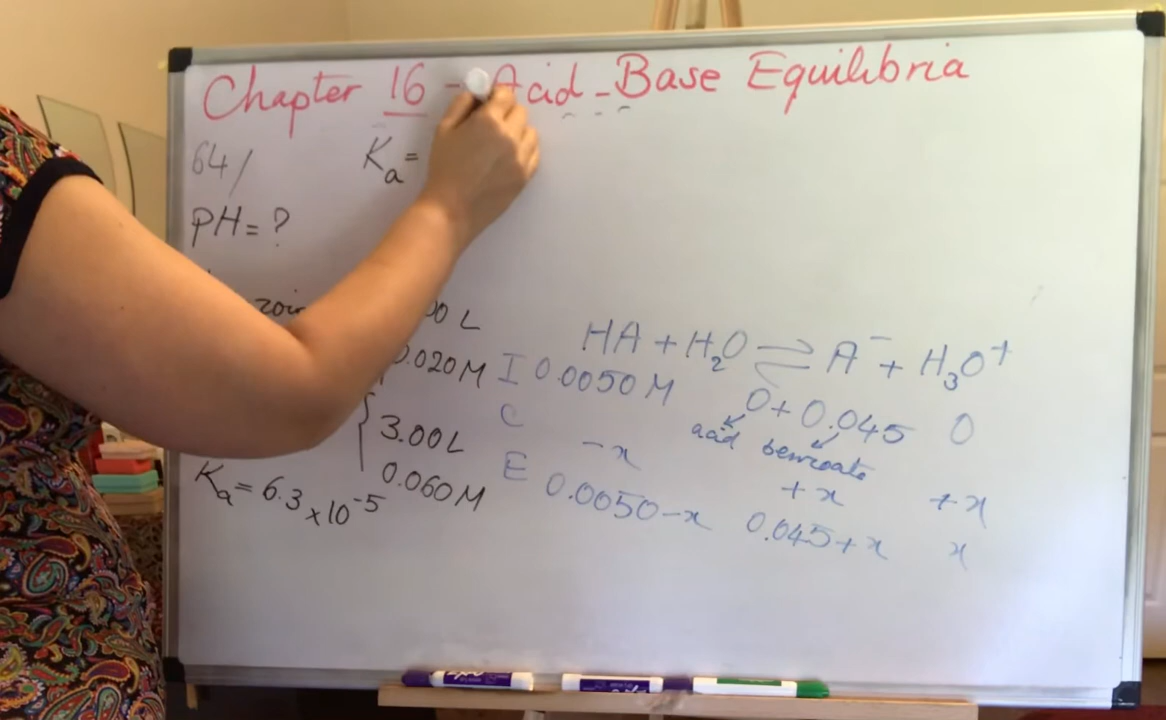 Chapter 16 - Acid - Base Equilibria
64/
Ka =
PH = ?
00 L
0.020 M
3.00 L
0.060 M
Ka = 6.3 x 10⁻⁵
HA + H₂O ⇌ A⁻ + H₃O⁺
I 0.0050 M 0 + 0.045 0
acid benzoate
C - x + x + x
E 0.0050 - x 0.045 + x x